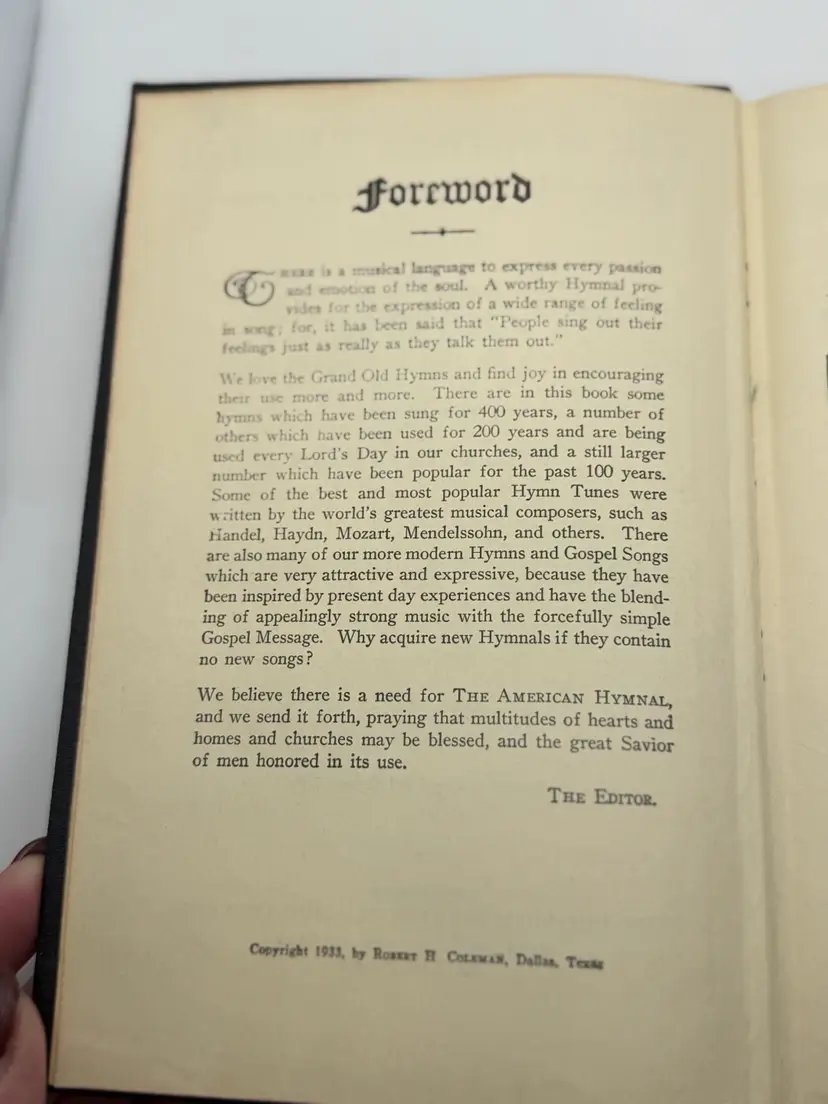 Foreword
THERE is a musical language to express every passion
and emotion of the soul. A worthy Hymnal pro-
vides for the expression of a wide range of feeling
in song; for, it has been said that "People sing out their
feelings just as really as they talk them out."
We love the Grand Old Hymns and find joy in encouraging
their use more and more. There are in this book some
hymns which have been sung for 400 years, a number of
others which have been used for 200 years and are being
used every Lord's Day in our churches, and a still larger
number which have been popular for the past 100 years.
Some of the best and most popular Hymn Tunes were
written by the world's greatest musical composers, such as
Handel, Haydn, Mozart, Mendelssohn, and others. There
are also many of our more modern Hymns and Gospel Songs
which are very attractive and expressive, because they have
been inspired by present day experiences and have the blend-
ing of appealingly strong music with the forcefully simple
Gospel Message. Why acquire new Hymnals if they contain
no new songs?
We believe there is a need for THE AMERICAN HYMNAL,
and we send it forth, praying that multitudes of hearts and
homes and churches may be blessed, and the great Savior
of men honored in its use.
THE EDITOR.
Copyright 1933, by ROBERT H COLEMAN, Dallas, Texas